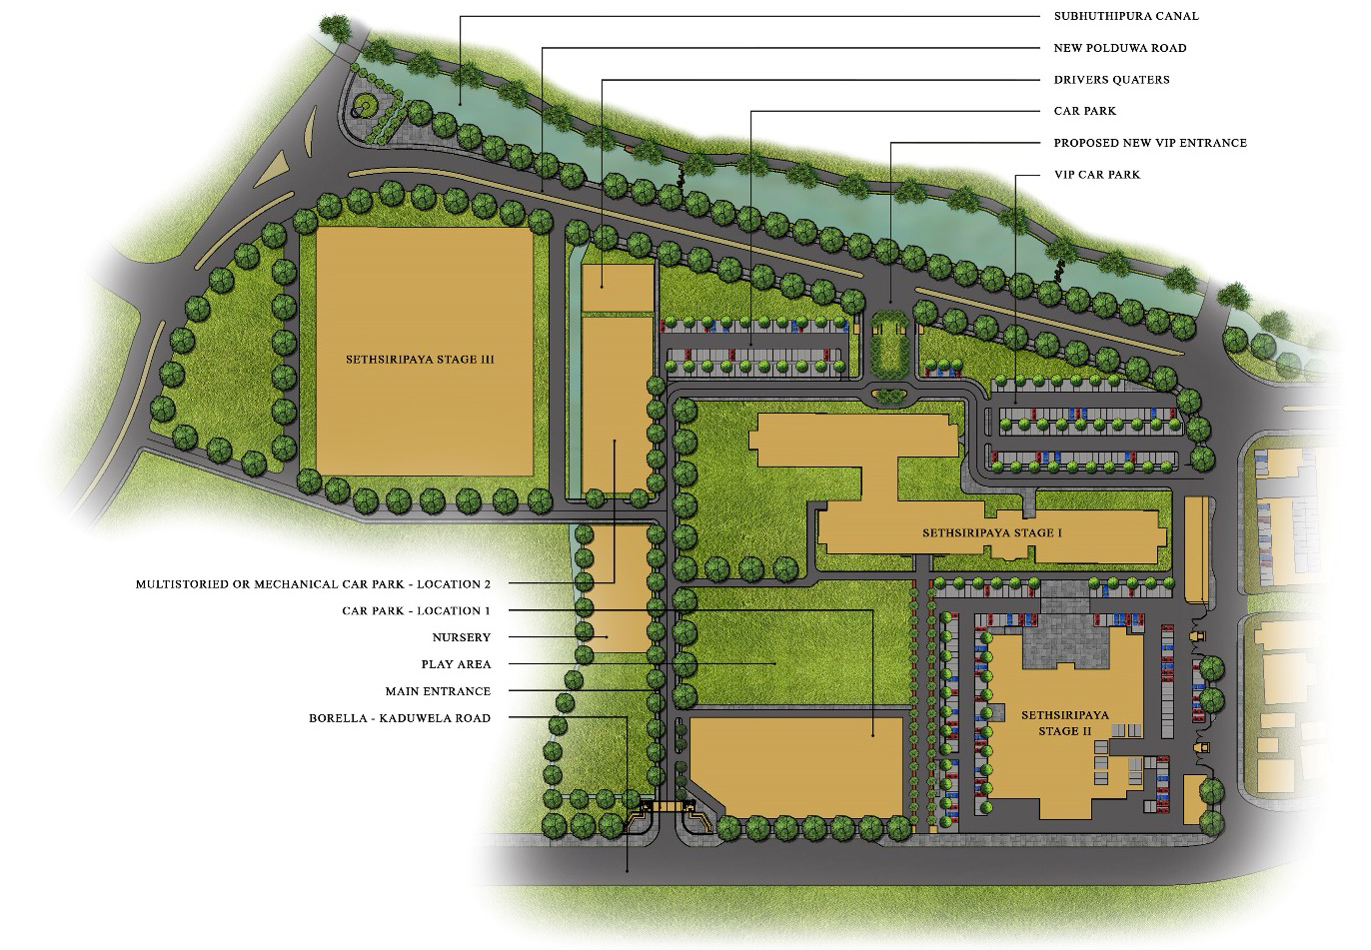 SUBHUTHIPURA CANAL
NEW POLDUWA ROAD
DRIVERS QUATERS
CAR PARK
PROPOSED NEW VIP ENTRANCE
VIP CAR PARK
SETHSIRIPAYA STAGE III
SETHSIRIPAYA STAGE I
MULTISTORIED OR MECHANICAL CAR PARK - LOCATION 2
CAR PARK - LOCATION 1
NURSERY
PLAY AREA
MAIN ENTRANCE
BORELLA - KADUWELA ROAD
SETHSIRIPAYA
STAGE II